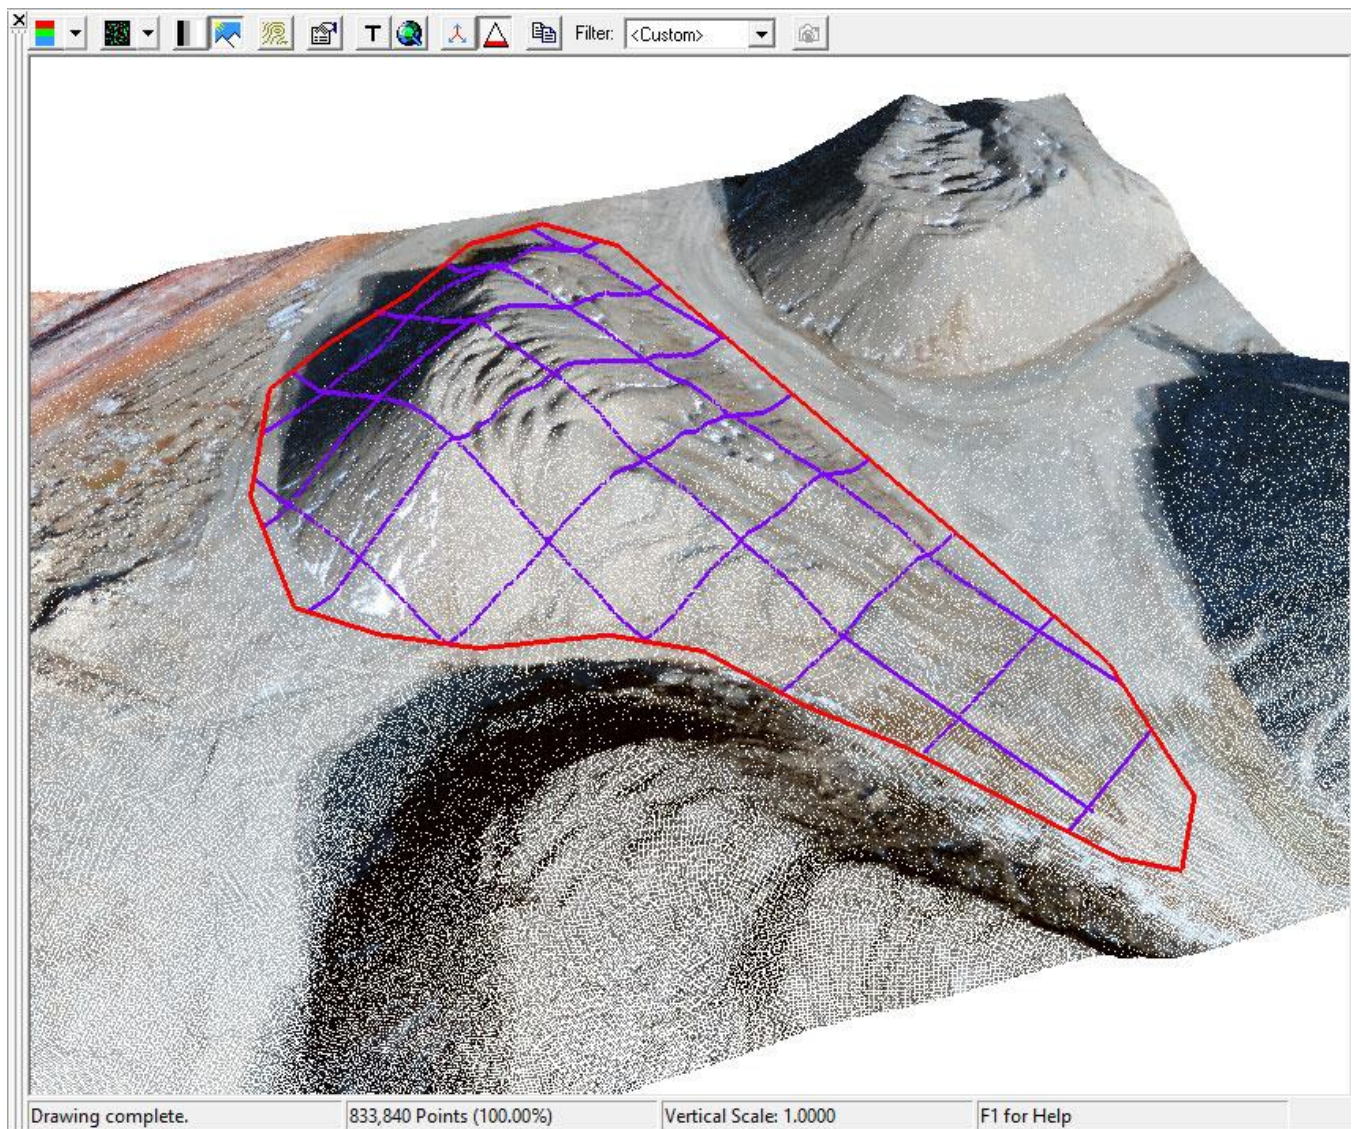 T
Filter: <Custom>
Drawing complete.
833,840 Points (100.00%)
Vertical Scale: 1.0000
F1 for Help